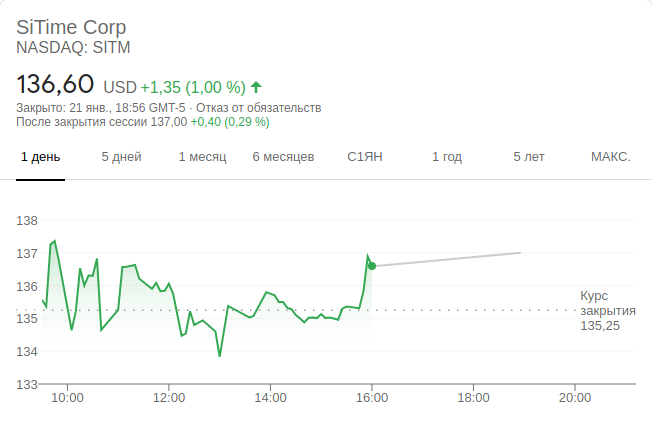 SiTime Corp
NASDAQ: SITM
136,60 USD +1,35 (1,00 %)
Закрыто: 21 янв., 18:56 GMT-5 · Отказ от обязательств
После закрытия сессии 137,00 +0,40 (0,29 %)
1 день 5 дней 1 месяц 6 месяцев С1ЯН 1 год 5 лет МАКС.
138
137
136
135
134
133
Курс
закрытия
135,25
10:00 12:00 14:00 16:00 18:00 20:00